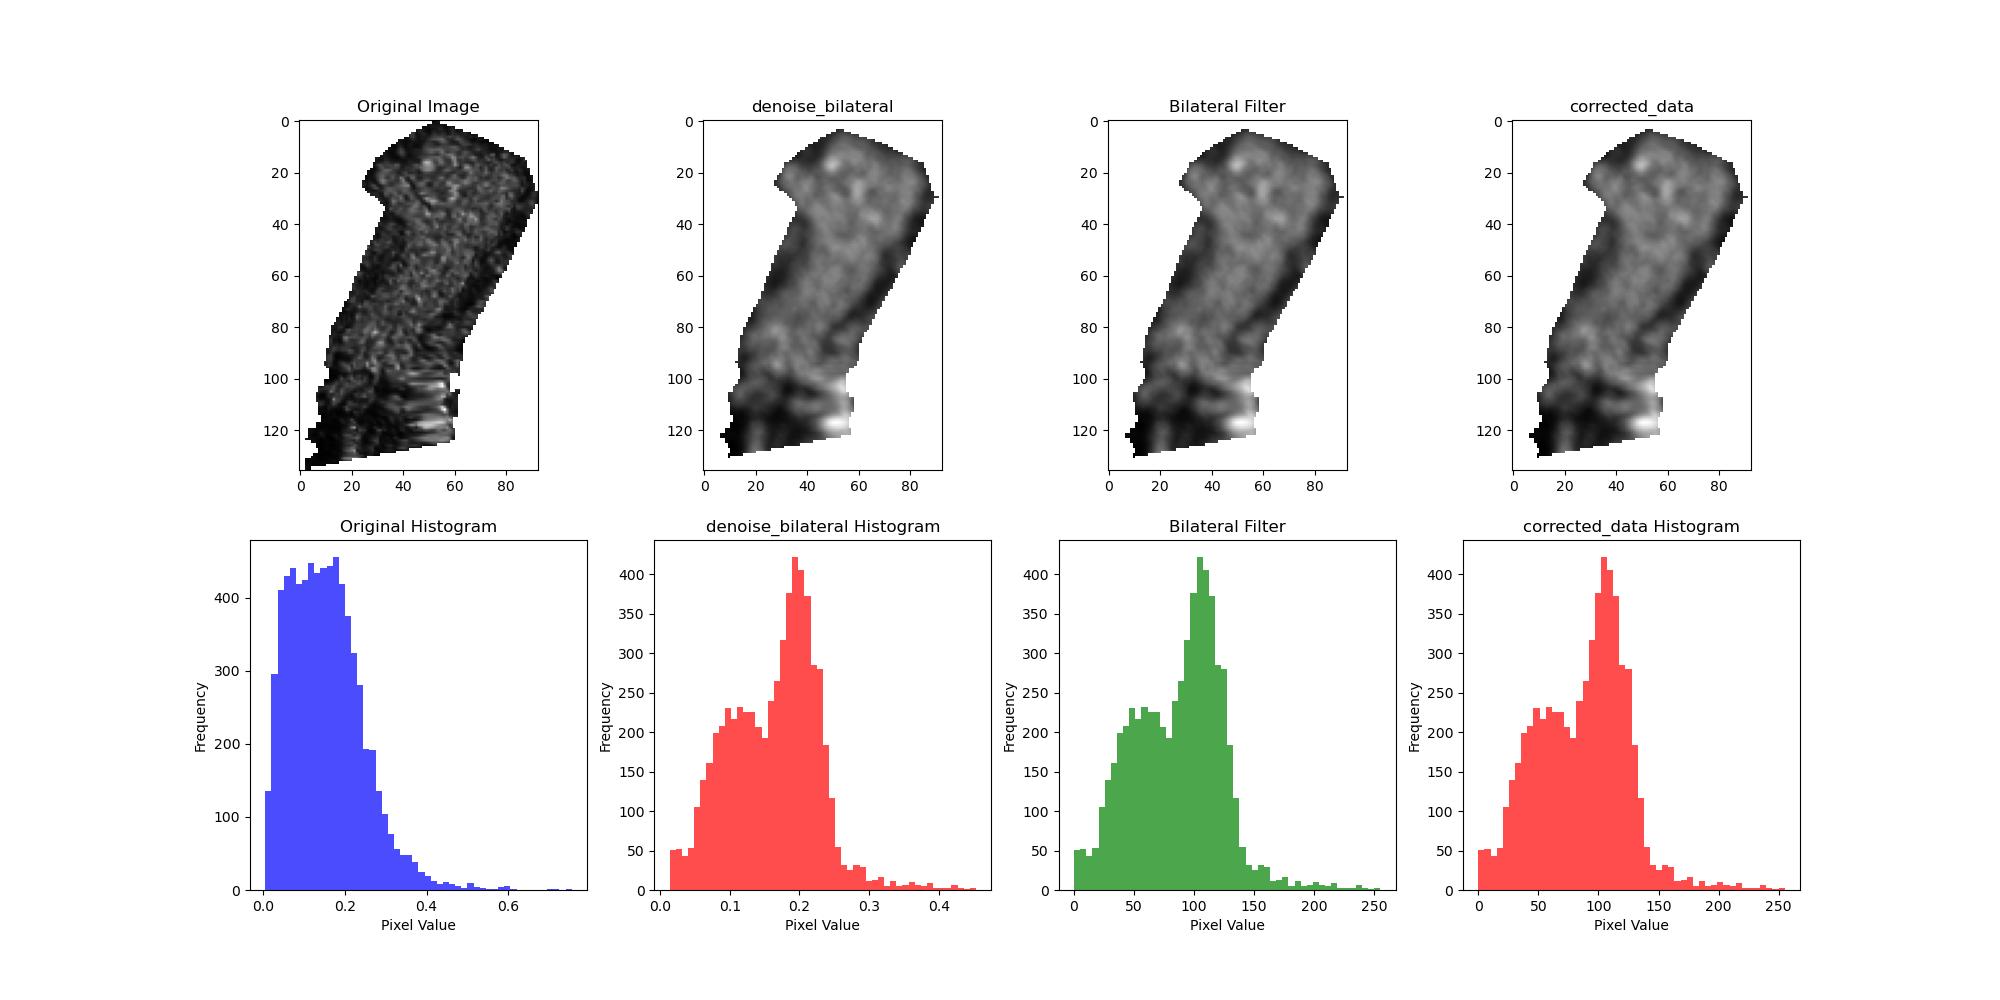 Original Image
0
20
40
60
80
100
120
0 20 40 60 80
denoise_bilateral
0
20
40
60
80
100
120
0 20 40 60 80
Bilateral Filter
0
20
40
60
80
100
120
0 20 40 60 80
corrected_data
0
20
40
60
80
100
120
0 20 40 60 80
Original Histogram
Frequency
400
300
200
100
0
0.0 0.2 0.4 0.6
Pixel Value
denoise_bilateral Histogram
Frequency
400
350
300
250
200
150
100
50
0
0.0 0.1 0.2 0.3 0.4
Pixel Value
Bilateral Filter
Frequency
400
350
300
250
200
150
100
50
0
0 50 100 150 200 250
Pixel Value
corrected_data Histogram
Frequency
400
350
300
250
200
150
100
50
0
0 50 100 150 200 250
Pixel Value